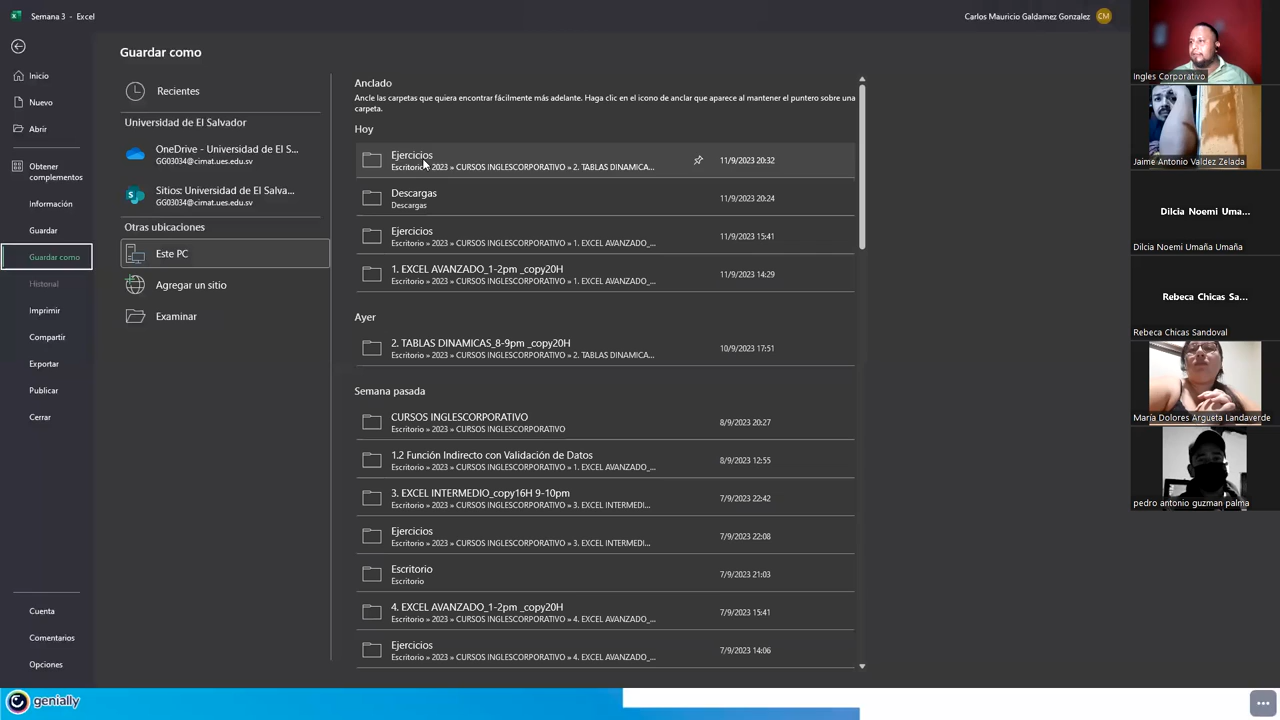 Semana 3 - Excel
Carlos Mauricio Galdamez Gonzalez CM
Guardar como
Inicio
Nuevo
Abrir
Obtener
complementos
Información
Guardar
Guardar como
Historial
Imprimir
Compartir
Exportar
Publicar
Cerrar
Cuenta
Comentarios
Opciones
Recientes
Universidad de El Salvador
OneDrive - Universidad de El S...
GG03034@cimat.ues.edu.sv
Sitios: Universidad de El Salva...
GG03034@cimat.ues.edu.sv
Otras ubicaciones
Este PC
Agregar un sitio
Examinar
Anclado
Ancle las carpetas que quiera encontrar fácilmente más adelante. Haga clic en el icono de anclar que aparece al mantener el puntero sobre una
carpeta.
Hoy
Ejercicios
Escritorio » 2023 » CURSOS INGLESCORPORATIVO » 2. TABLAS DINAMICA...
11/9/2023 20:32
Descargas
Descargas
11/9/2023 20:24
Ejercicios
Escritorio » 2023 » CURSOS INGLESCORPORATIVO » 1. EXCEL AVANZADO_...
11/9/2023 15:41
1. EXCEL AVANZADO_1-2pm _copy20H
Escritorio » 2023 » CURSOS INGLESCORPORATIVO » 1. EXCEL AVANZADO_...
11/9/2023 14:29
Ayer
2. TABLAS DINAMICAS_8-9pm _copy20H
Escritorio » 2023 » CURSOS INGLESCORPORATIVO » 2. TABLAS DINAMICA...
10/9/2023 17:51
Semana pasada
CURSOS INGLESCORPORATIVO
Escritorio » 2023 » CURSOS INGLESCORPORATIVO
8/9/2023 20:27
1.2 Función Indirecto con Validación de Datos
Escritorio » 2023 » CURSOS INGLESCORPORATIVO » 1. EXCEL AVANZADO_...
8/9/2023 12:55
3. EXCEL INTERMEDIO_copy16H 9-10pm
Escritorio » 2023 » CURSOS INGLESCORPORATIVO » 3. EXCEL INTERMEDI...
7/9/2023 22:42
Ejercicios
Escritorio » 2023 » CURSOS INGLESCORPORATIVO » 3. EXCEL INTERMEDI...
7/9/2023 22:08
Escritorio
Escritorio
7/9/2023 21:03
4. EXCEL AVANZADO_1-2pm _copy20H
Escritorio » 2023 » CURSOS INGLESCORPORATIVO » 4. EXCEL AVANZADO_...
7/9/2023 15:41
Ejercicios
Escritorio » 2023 » CURSOS INGLESCORPORATIVO » 4. EXCEL AVANZADO_...
7/9/2023 14:06
Ingles Corporativo
Jaime Antonio Valdez Zelada
Dilcia Noemi Uma...
Dilcia Noemi Umaña Umaña
Rebeca Chicas Sa...
Rebeca Chicas Sandoval
María Dolores Argueta Landaverde
pedro antonio guzman palma
genially